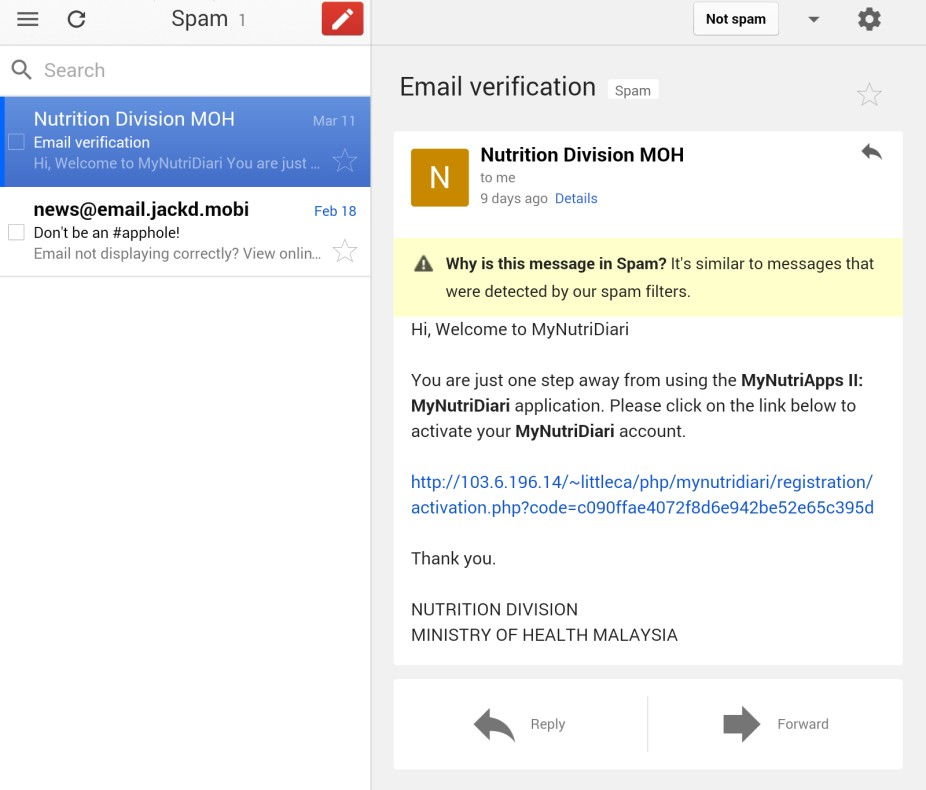 Spam 1
Search
Nutrition Division MOH Mar 11
Email verification
Hi, Welcome to MyNutriDiari You are just ...
news@email.jackd.mobi Feb 18
Don't be an #apphole!
Email not displaying correctly? View onlin...
Not spam
Email verification Spam
N
Nutrition Division MOH
to me
9 days ago Details
Why is this message in Spam? It's similar to messages that
were detected by our spam filters.
Hi, Welcome to MyNutriDiari
You are just one step away from using the MyNutriApps II:
MyNutriDiari application. Please click on the link below to
activate your MyNutriDiari account.
http://103.6.196.14/~littleca/php/mynutridiari/registration/
activation.php?code=c090ffae4072f8d6e942be52e65c395d
Thank you.
NUTRITION DIVISION
MINISTRY OF HEALTH MALAYSIA
Reply Forward